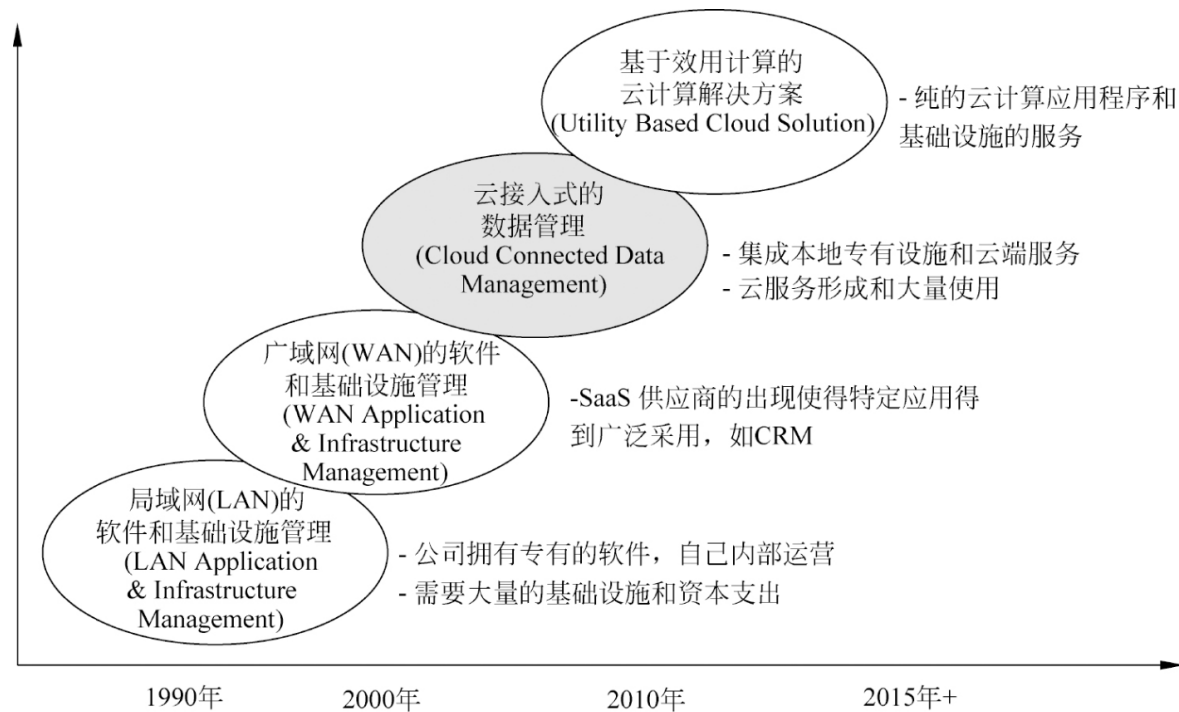 基于效用计算的
云计算解决方案
(Utility Based Cloud Solution)
- 纯的云计算应用程序和
基础设施的服务
云接入式的
数据管理
(Cloud Connected Data
Management)
- 集成本地专有设施和云端服务
- 云服务形成和大量使用
广域网(WAN)的软件
和基础设施管理
(WAN Application
& Infrastructure
Management)
-SaaS 供应商的出现使得特定应用得
到广泛采用，如CRM
局域网(LAN)的
软件和基础设施管理
(LAN Application
& Infrastructure
Management)
- 公司拥有专有的软件，自己内部运营
- 需要大量的基础设施和资本支出
1990年 2000年 2010年 2015年+